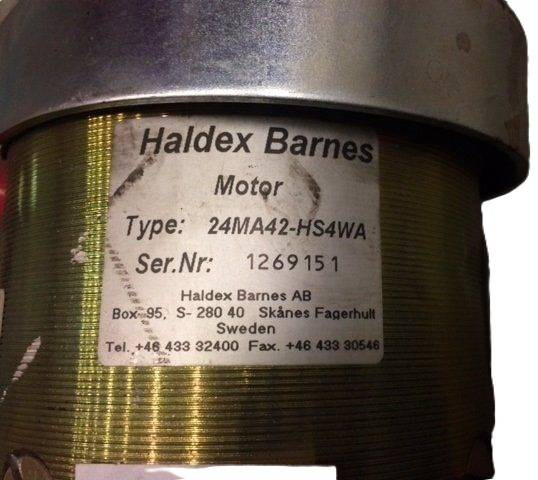 Haldex Barnes
Motor
Type: 24MA42-HS4WA
Ser.Nr: 1269151
Haldex Barnes AB
Box 95, S- 280 40 Skånes Fagerhult
Sweden
Tel. +46 433 32400 Fax. +46 433 30546